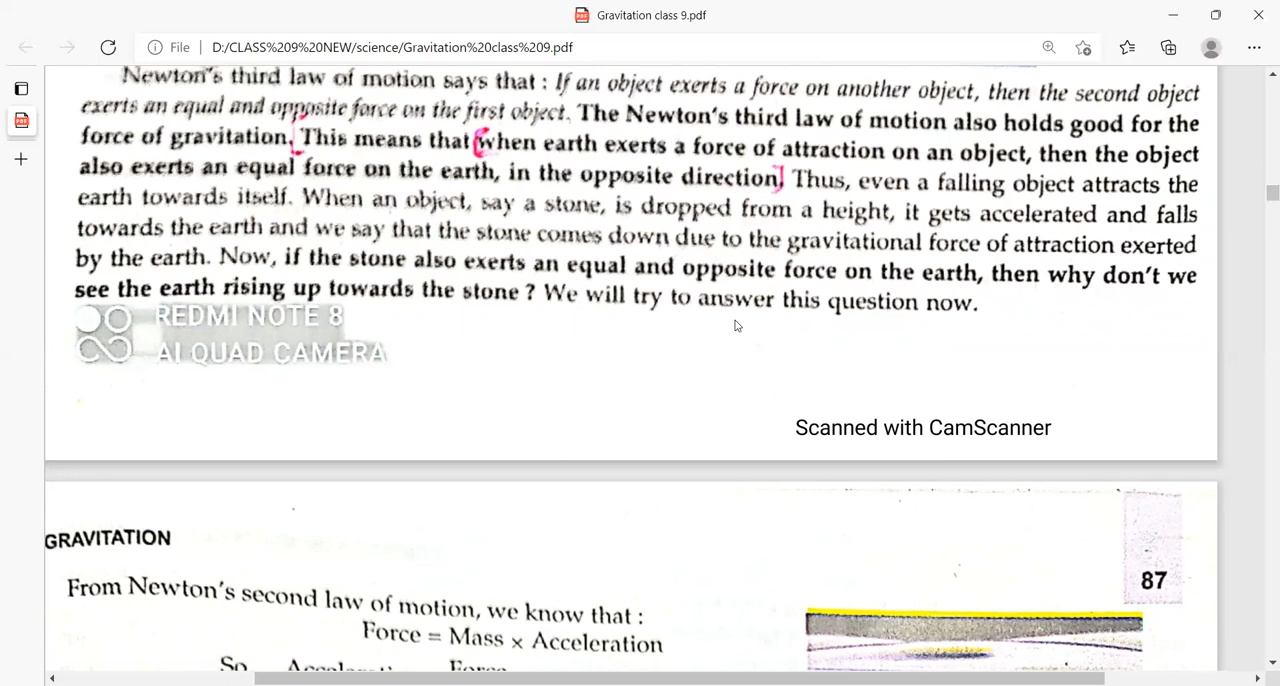 Gravitation class 9.pdf
File | D:/CLASS%209%20NEW/science/Gravitation%20class%209.pdf
Newton's third law of motion says that : If an object exerts a force on another object, then the second object
exerts an equal and opposite force on the first object. The Newton's third law of motion also holds good for the
force of gravitation. This means that when earth exerts a force of attraction on an object, then the object
also exerts an equal force on the earth, in the opposite direction. Thus, even a falling object attracts the
earth towards itself. When an object, say a stone, is dropped from a height, it gets accelerated and falls
towards the earth and we say that the stone comes down due to the gravitational force of attraction exerted
by the earth. Now, if the stone also exerts an equal and opposite force on the earth, then why don't we
see the earth rising up towards the stone ? We will try to answer this question now.
REDMI NOTE 8
AI QUAD CAMERA
Scanned with CamScanner
GRAVITATION
87
From Newton's second law of motion, we know that :
Force = Mass × Acceleration
So